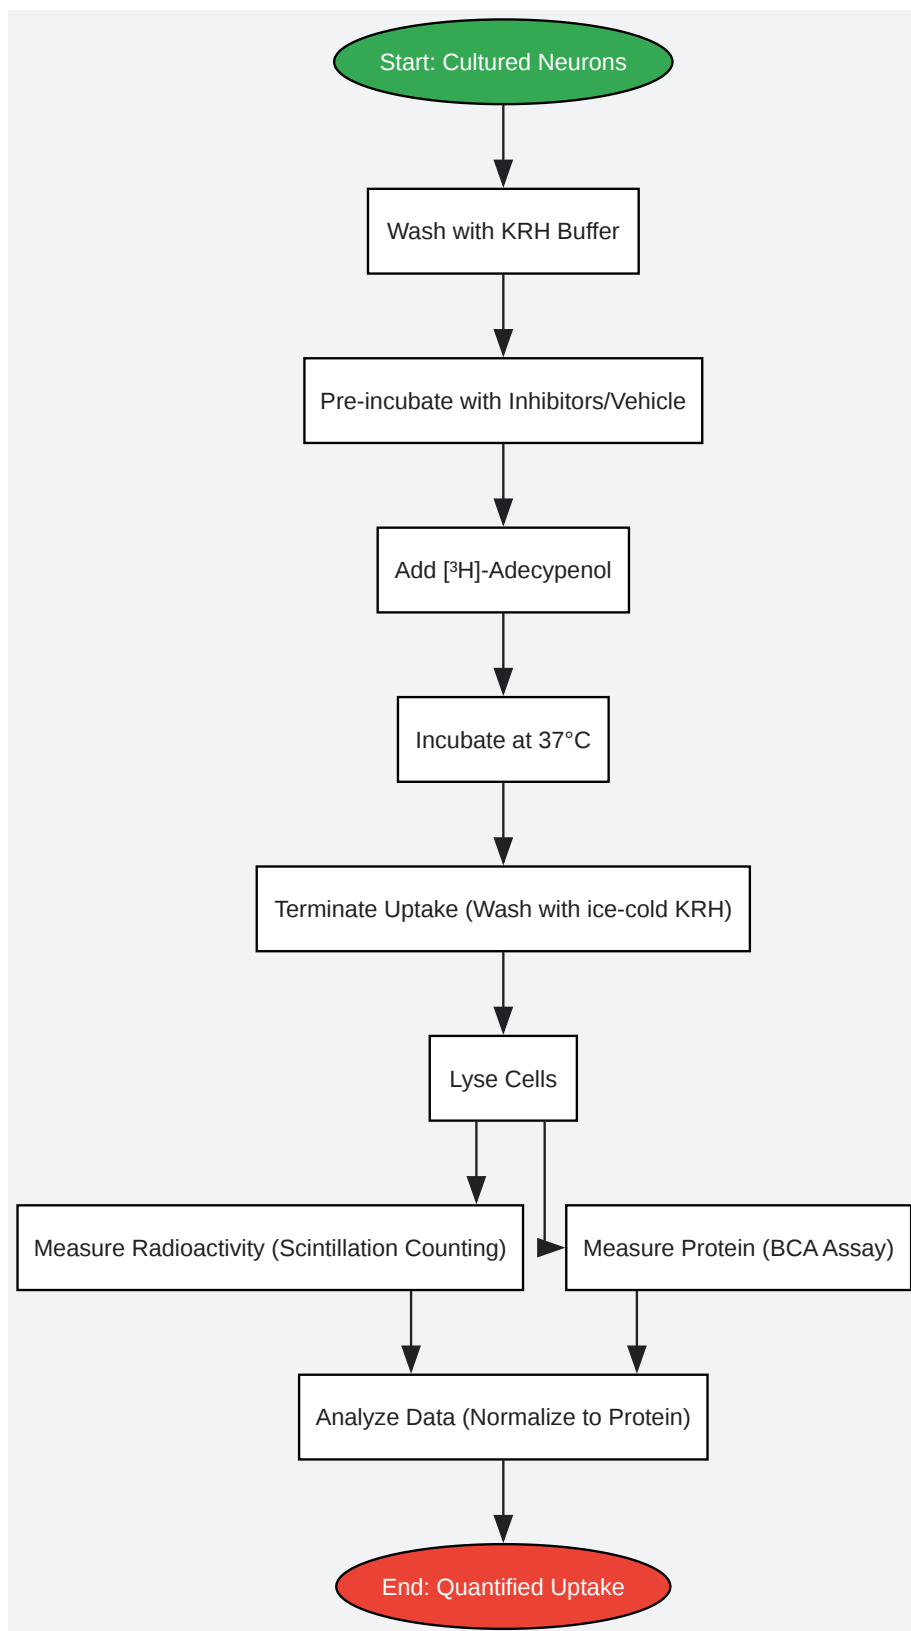 Start: Cultured Neurons
Wash with KRH Buffer
Pre-incubate with Inhibitors/Vehicle
Add [³H]-Adecypenol
Incubate at 37°C
Terminate Uptake (Wash with ice-cold KRH)
Lyse Cells
Measure Radioactivity (Scintillation Counting)
Measure Protein (BCA Assay)
Analyze Data (Normalize to Protein)
End: Quantified Uptake